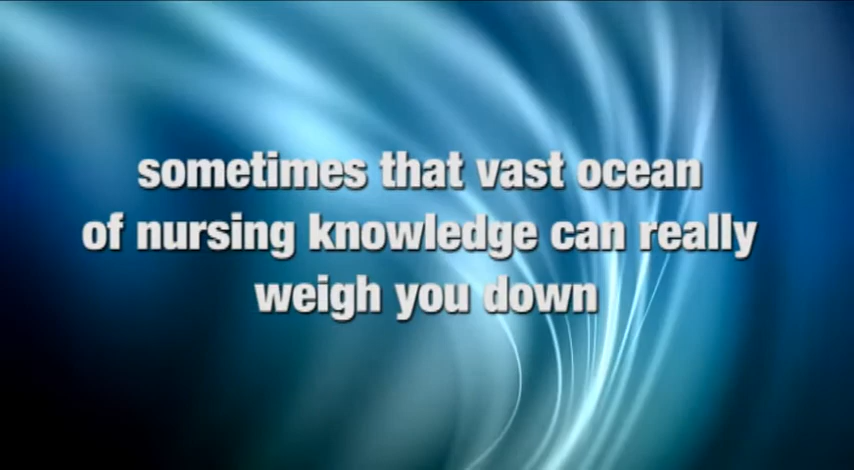 sometimes that vast ocean
of nursing knowledge can really
weigh you down